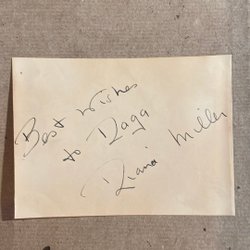 Best Wishes
to Daga
Diana Miller